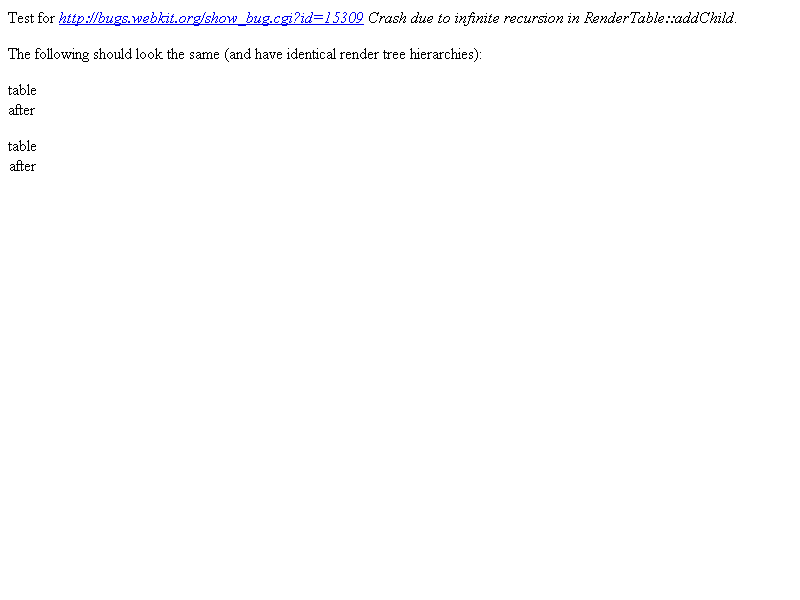 Test for http://bugs.webkit.org/show_bug.cgi?id=15309 Crash due to infinite recursion in RenderTable::addChild.
The following should look the same (and have identical render tree hierarchies):
table
after
table
after